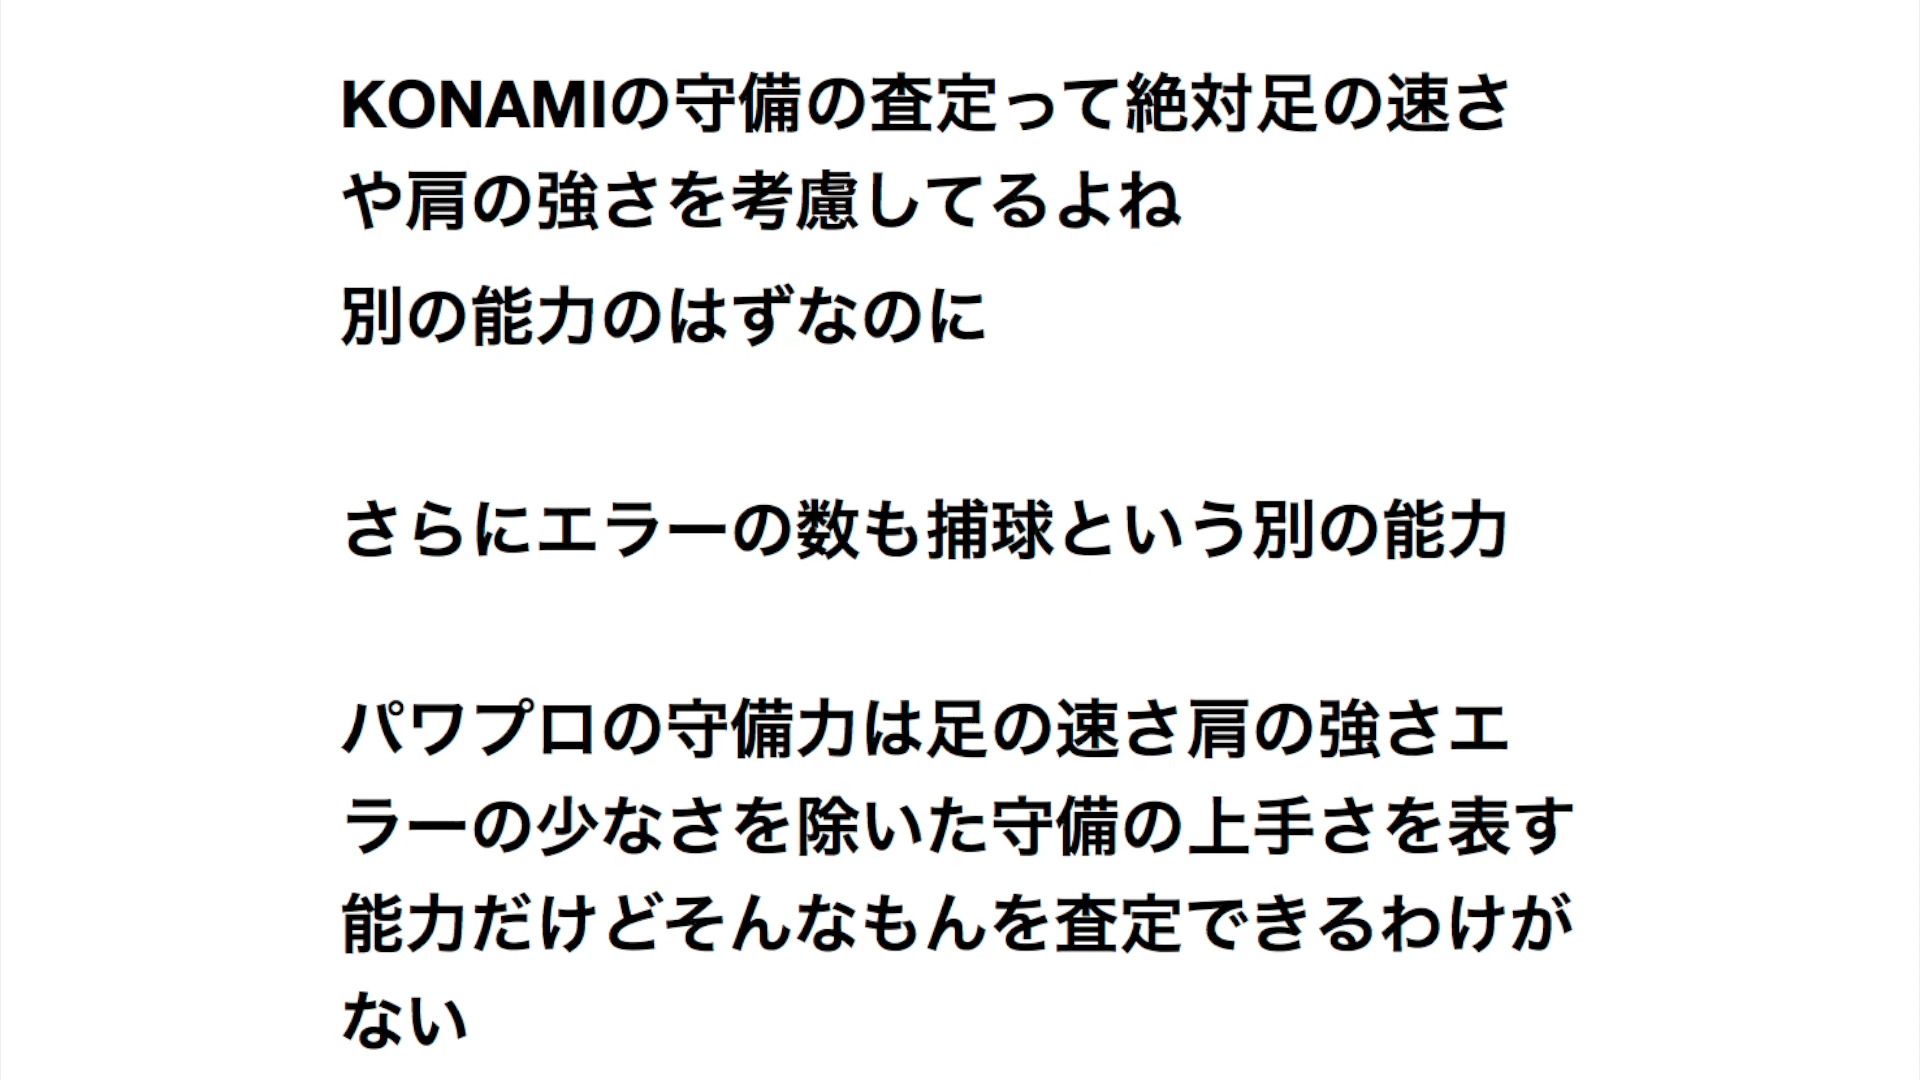 KONAMIの守備の査定って絶対足の速さ
や肩の強さを考慮してるよね
別の能力のはずなのに
さらにエラーの数も捕球という別の能力
パワプロの守備力は足の速さ肩の強さエ
ラーの少なさを除いた守備の上手さを表す
能力だけどそんなもんを査定できるわけが
ない